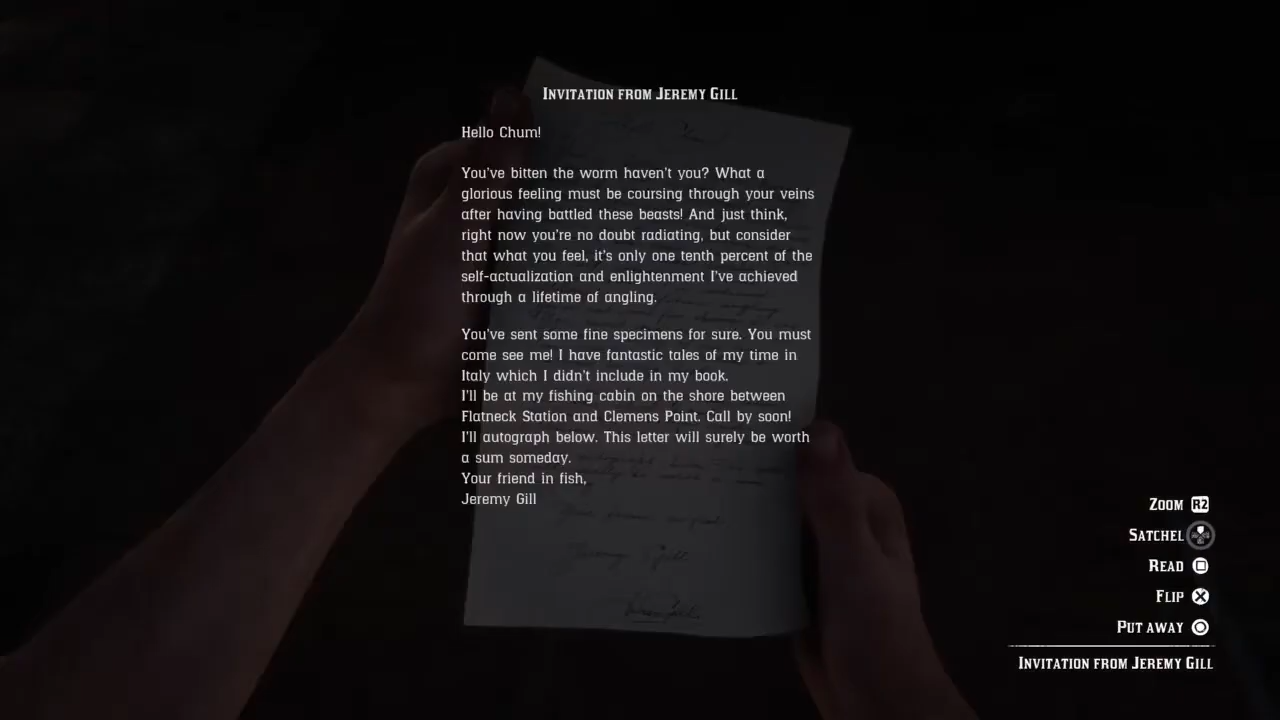 Invitation from Jeremy Gill
Hello Chum!
You've bitten the worm haven't you? What a
glorious feeling must be coursing through your veins
after having battled these beasts! And just think,
right now you're no doubt radiating, but consider
that what you feel, it's only one tenth percent of the
self-actualization and enlightenment I've achieved
through a lifetime of angling.
You've sent some fine specimens for sure. You must
come see me! I have fantastic tales of my time in
Italy which I didn't include in my book.
I'll be at my fishing cabin on the shore between
Flatneck Station and Clemens Point. Call by soon!
I'll autograph below. This letter will surely be worth
a sum someday.
Your friend in fish,
Jeremy Gill
Zoom R2
Satchel
Read
Flip
Put away
Invitation from Jeremy Gill